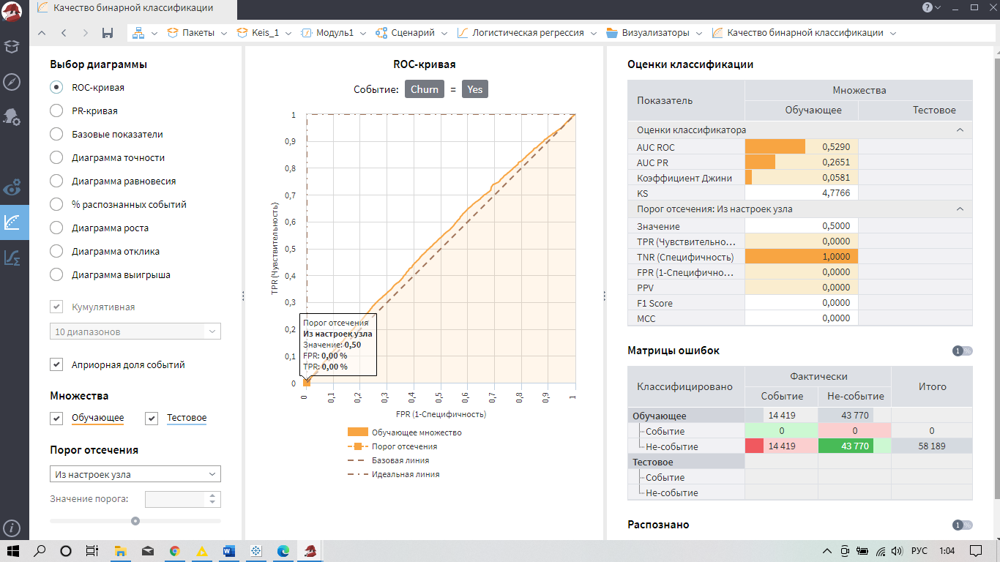 Качество бинарной классификации
Пакеты Keis_1 Модуль1 Сценарий Логистическая регрессия Визуализаторы Качество бинарной классификации
Выбор диаграммы
ROC-кривая
PR-кривая
Базовые показатели
Диаграмма точности
Диаграмма равновесия
% распознанных событий
Диаграмма роста
Диаграмма отклика
Диаграмма выигрыша
Кумулятивная
10 диапазонов
Априорная доля событий
Множества
Обучающее Тестовое
Порог отсечения
Из настроек узла
Значение порога:
ROC-кривая
Событие: Churn = Yes
TPR (Чувствительность)
1
0,9
0,8
0,7
0,6
0,5
0,4
0,3
0,2
0,1
0
Порог отсечения
Из настроек узла
Значение: 0,50
FPR: 0,00 %
TPR: 0,00 %
0 0,1 0,2 0,3 0,4 0,5 0,6 0,7 0,8 0,9 1
FPR (1-Специфичность)
Обучающее множество
Порог отсечения
Базовая линия
Идеальная линия
Оценки классификации
Показатель Множества
Обучающее Тестовое
Оценки классификатора
AUC ROC 0,5290
AUC PR 0,2651
Коэффициент Джини 0,0581
KS 4,7766
Порог отсечения: Из настроек узла
Значение 0,5000
TPR (Чувствительно... 0,0000
TNR (Специфичность) 1,0000
FPR (1-Специфично... 0,0000
PPV 0,0000
F1 Score 0,0000
MCC 0,0000
Матрицы ошибок 1 %
Классифицировано Фактически Итого
Событие Не-событие
Обучающее 14 419 43 770
Событие 0 0 0
Не-событие 14 419 43 770 58 189
Тестовое
Событие
Не-событие
Распознано 1 %
РУС 1:04